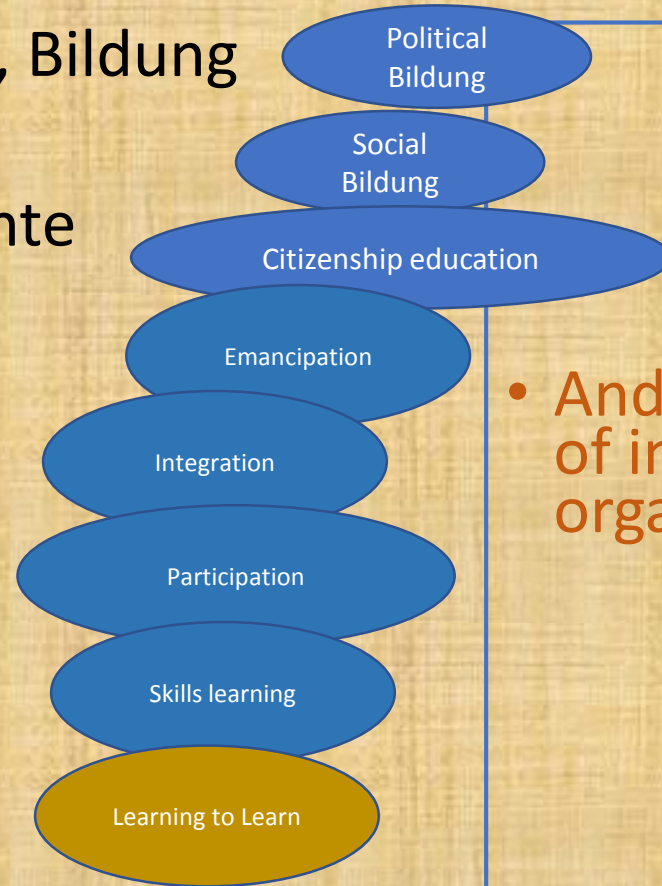 , Bildung
nte
Political
Bildung
Social
Bildung
Citizenship education
Emancipation
Integration
Participation
Skills learning
Learning to Learn
• And
of in
orga